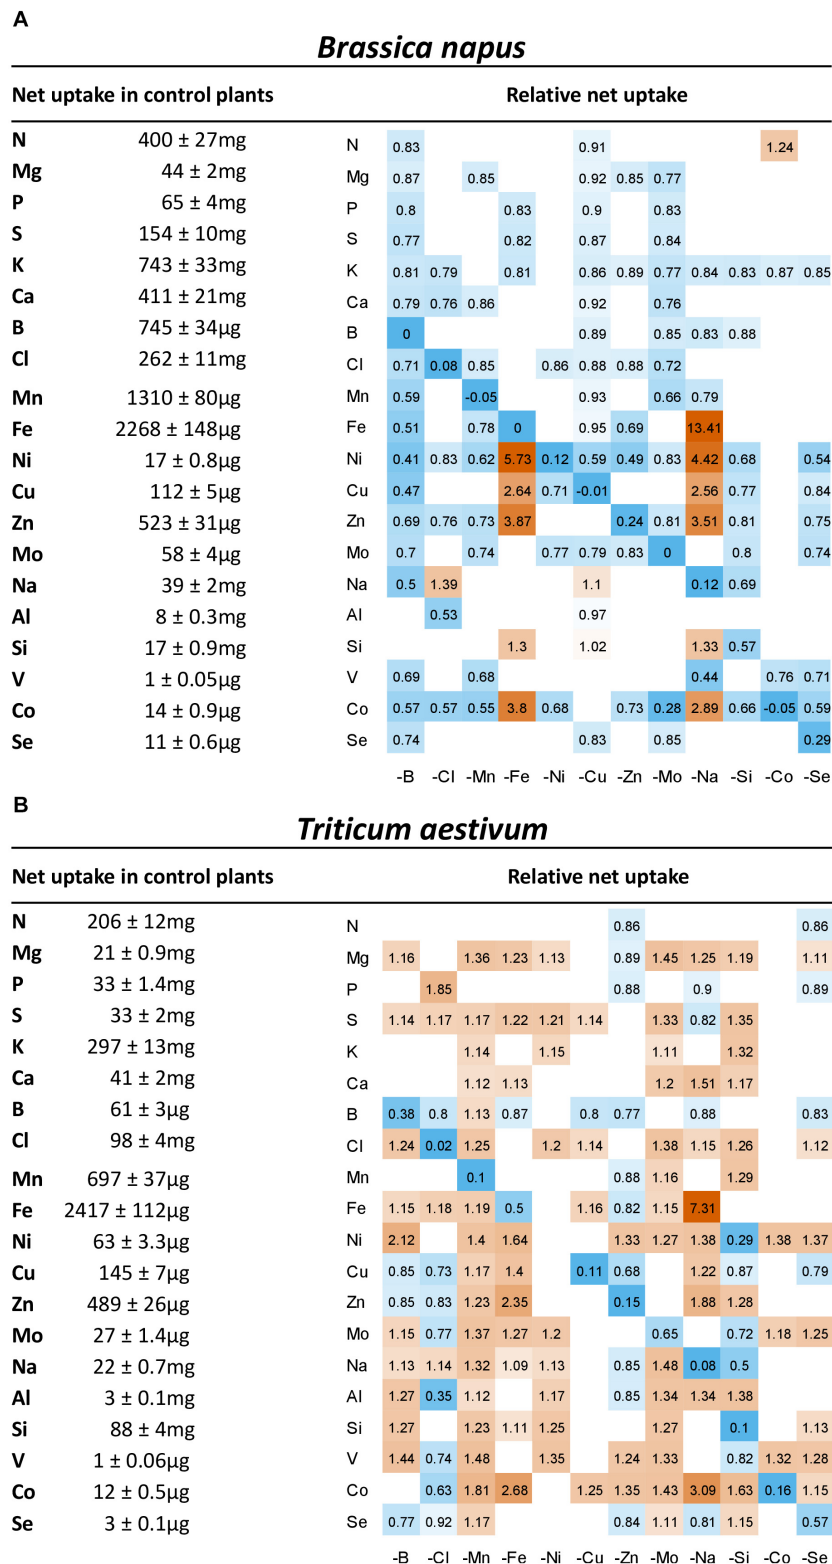 A
Brassica napus
Net uptake in control plants Relative net uptake
N 400 ± 27mg N 0.83 0.91 1.24
Mg 44 ± 2mg Mg 0.87 0.85 0.92 0.85 0.77
P 65 ± 4mg P 0.8 0.83 0.9 0.83
S 154 ± 10mg S 0.77 0.82 0.87 0.84
K 743 ± 33mg K 0.81 0.79 0.81 0.86 0.89 0.77 0.84 0.83 0.87 0.85
Ca 411 ± 21mg Ca 0.79 0.76 0.86 0.92 0.76
B 745 ± 34µg B 0 0.89 0.85 0.83 0.88
Cl 262 ± 11mg Cl 0.71 0.08 0.85 0.86 0.88 0.88 0.72
Mn 1310 ± 80µg Mn 0.59 -0.05 0.93 0.66 0.79
Fe 2268 ± 148µg Fe 0.51 0.78 0 0.95 0.69 13.41
Ni 17 ± 0.8µg Ni 0.41 0.83 0.62 5.73 0.12 0.59 0.49 0.83 4.42 0.68 0.54
Cu 112 ± 5µg Cu 0.47 2.64 0.71 -0.01 2.56 0.77 0.84
Zn 523 ± 31µg Zn 0.69 0.76 0.73 3.87 0.24 0.81 3.51 0.81 0.75
Mo 58 ± 4µg Mo 0.7 0.74 0.77 0.79 0.83 0 0.8 0.74
Na 39 ± 2mg Na 0.5 1.39 1.1 0.12 0.69
Al 8 ± 0.3mg Al 0.53 0.97
Si 17 ± 0.9mg Si 1.3 1.02 1.33 0.57
V 1 ± 0.05µg V 0.69 0.68 0.44 0.76 0.71
Co 14 ± 0.9µg Co 0.57 0.57 0.55 3.8 0.68 0.73 0.28 2.89 0.66 -0.05 0.59
Se 11 ± 0.6µg Se 0.74 0.83 0.85 0.29
-B -Cl -Mn -Fe -Ni -Cu -Zn -Mo -Na -Si -Co -Se
B
Triticum aestivum
Net uptake in control plants Relative net uptake
N 206 ± 12mg N 0.86 0.86
Mg 21 ± 0.9mg Mg 1.16 1.36 1.23 1.13 0.89 1.45 1.25 1.19 1.11
P 33 ± 1.4mg P 1.85 0.88 0.9 0.89
S 33 ± 2mg S 1.14 1.17 1.17 1.22 1.21 1.14 1.33 0.82 1.35
K 297 ± 13mg K 1.14 1.15 1.11 1.32
Ca 41 ± 2mg Ca 1.12 1.13 1.2 1.51 1.17
B 61 ± 3µg B 0.38 0.8 1.13 0.87 0.8 0.77 0.88 0.83
Cl 98 ± 4mg Cl 1.24 0.02 1.25 1.2 1.14 1.38 1.15 1.26 1.12
Mn 697 ± 37µg Mn 0.1 0.88 1.16 1.29
Fe 2417 ± 112µg Fe 1.15 1.18 1.19 0.5 1.16 0.82 1.15 7.31
Ni 63 ± 3.3µg Ni 2.12 1.4 1.64 1.33 1.27 1.38 0.29 1.38 1.37
Cu 145 ± 7µg Cu 0.85 0.73 1.17 1.4 0.11 0.68 1.22 0.87 0.79
Zn 489 ± 26µg Zn 0.85 0.83 1.23 2.35 0.15 1.88 1.28
Mo 27 ± 1.4µg Mo 1.15 0.77 1.37 1.27 1.2 0.65 0.72 1.18 1.25
Na 22 ± 0.7mg Na 1.13 1.14 1.32 1.09 1.13 0.85 1.48 0.08 0.5
Al 3 ± 0.1mg Al 1.27 0.35 1.12 1.17 0.85 1.34 1.34 1.38
Si 88 ± 4mg Si 1.27 1.23 1.11 1.25 1.27 0.1 1.13
V 1 ± 0.06µg V 1.44 0.74 1.48 1.35 1.24 1.33 0.82 1.32 1.28
Co 12 ± 0.5µg Co 0.63 1.81 2.68 1.25 1.35 1.43 3.09 1.63 0.16 1.15
Se 3 ± 0.1µg Se 0.77 0.92 1.17 0.84 1.11 0.81 1.15 0.57
-B -Cl -Mn -Fe -Ni -Cu -Zn -Mo -Na -Si -Co -Se